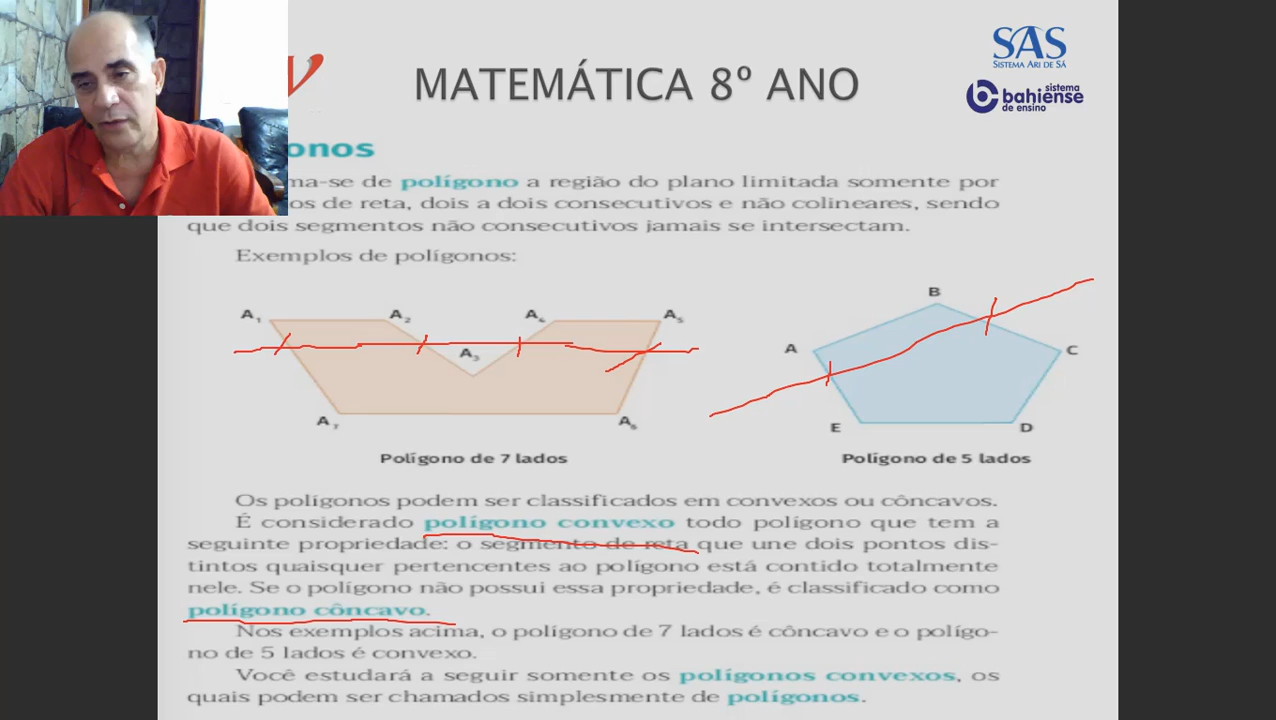 SAS
SISTEMA ARI DE SÁ
MATEMÁTICA 8º ANO
sistema
bahiense
de ensino
onos
ma-se de polígono a região do plano limitada somente por
os de reta, dois a dois consecutivos e não colineares, sendo
que dois segmentos não consecutivos jamais se intersectam.
Exemplos de polígonos:
A1 A2 A3 A4 A5 A6 A7
A B C D E
Polígono de 7 lados
Polígono de 5 lados
Os polígonos podem ser classificados em convexos ou côncavos.
É considerado polígono convexo todo polígono que tem a
seguinte propriedade: o segmento de reta que une dois pontos dis-
tintos quaisquer pertencentes ao polígono está contido totalmente
nele. Se o polígono não possui essa propriedade, é classificado como
polígono côncavo.
Nos exemplos acima, o polígono de 7 lados é côncavo e o polígo-
no de 5 lados é convexo.
Você estudará a seguir somente os polígonos convexos, os
quais podem ser chamados simplesmente de polígonos.